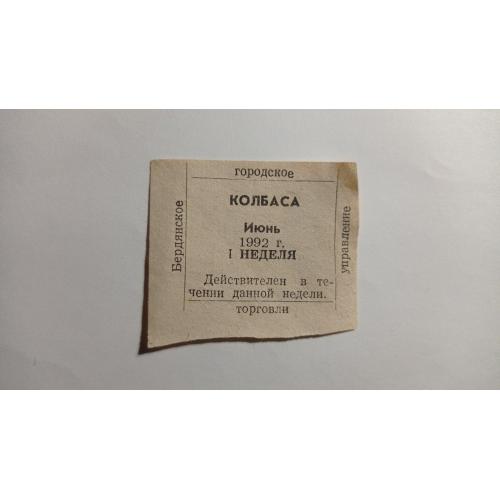 Бердянское
городское
управление
торговли
КОЛБАСА
Июнь
1992 г.
I НЕДЕЛЯ
Действителен в те-
чении данной недели.